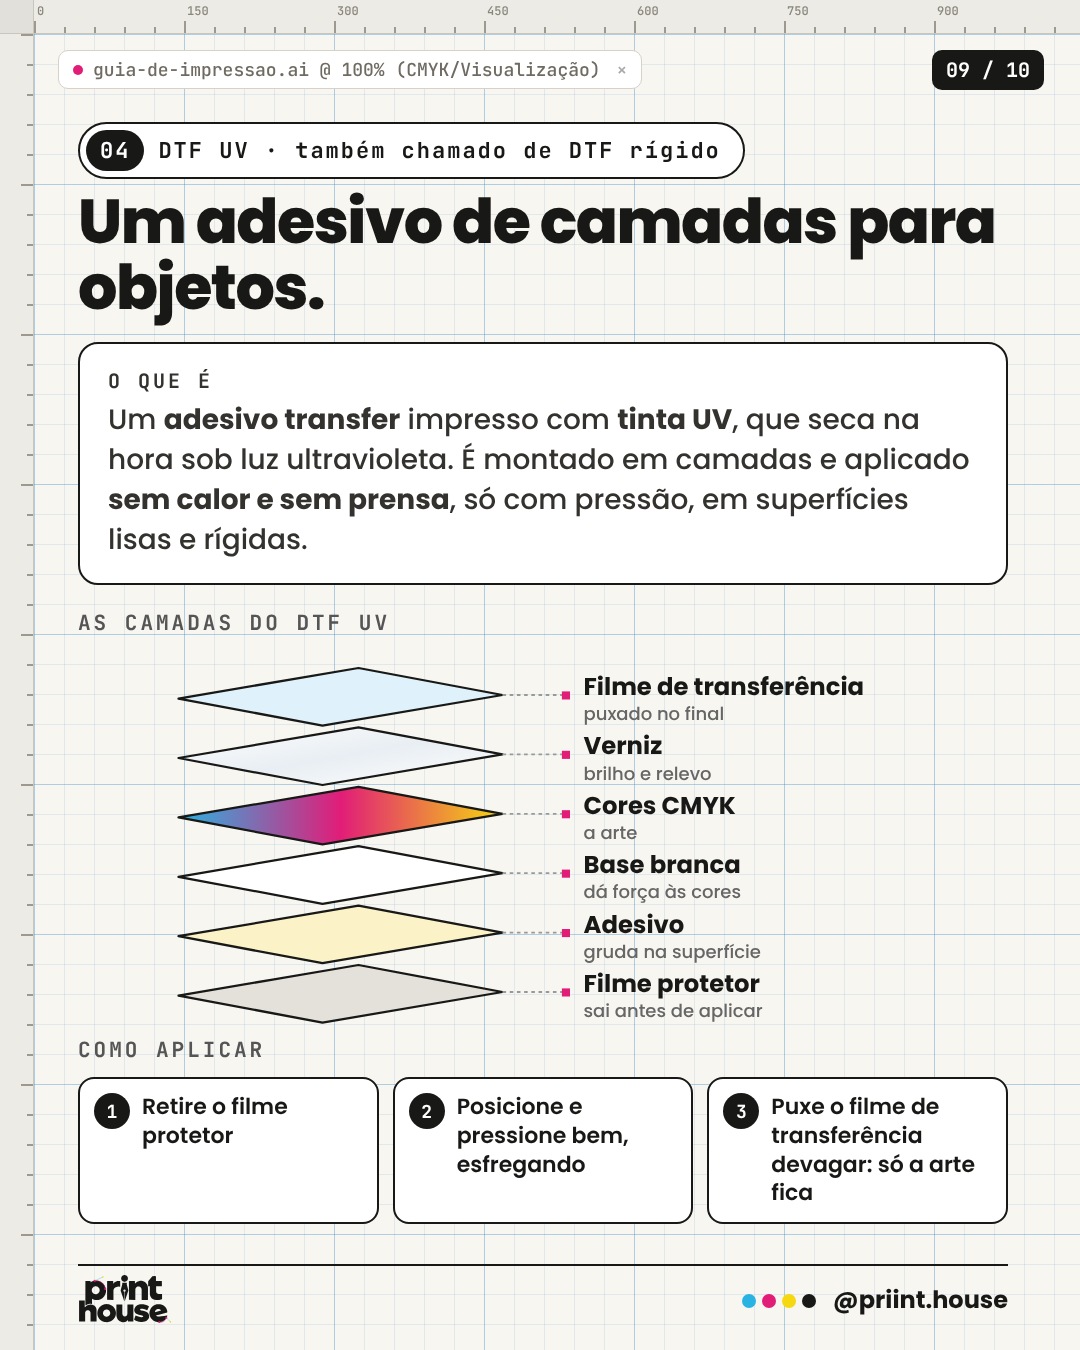 0 150 300 450 600 750 900
guia-de-impressao.ai @ 100% (CMYK/Visualização) ×
09 / 10
04 DTF UV · também chamado de DTF rígido
Um adesivo de camadas para
objetos.
O QUE É
Um adesivo transfer impresso com tinta UV, que seca na
hora sob luz ultravioleta. É montado em camadas e aplicado
sem calor e sem prensa, só com pressão, em superfícies
lisas e rígidas.
AS CAMADAS DO DTF UV
Filme de transferência
puxado no final
Verniz
brilho e relevo
Cores CMYK
a arte
Base branca
dá força às cores
Adesivo
gruda na superfície
Filme protetor
sai antes de aplicar
COMO APLICAR
1 Retire o filme
protetor
2 Posicione e
pressione bem,
esfregando
3 Puxe o filme de
transferência
devagar: só a arte
fica
print
house
@priint.house